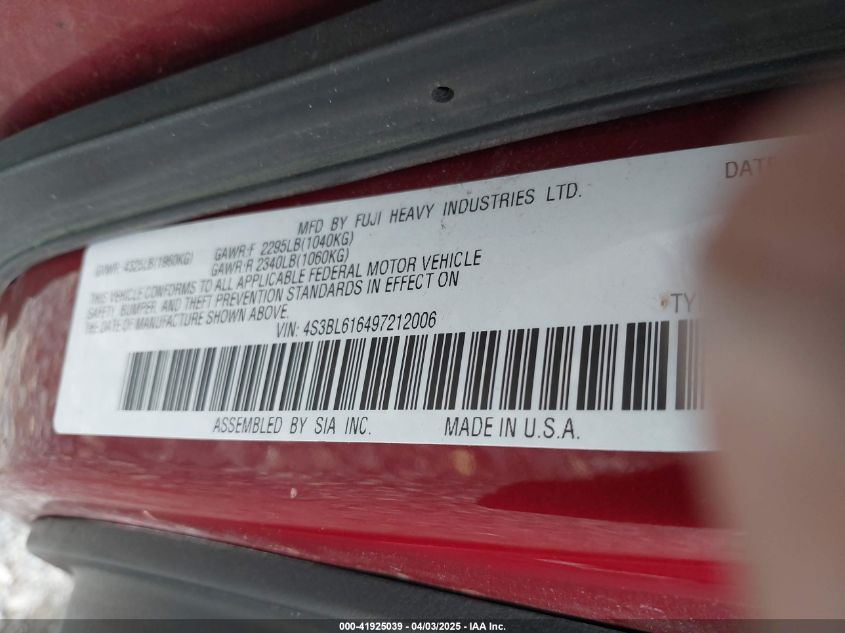 MFD BY FUJI HEAVY INDUSTRIES LTD.
DATE
GVWR: 4325LB(1960KG) GAWR:F 2295LB(1040KG)
GAWR:R 2340LB(1060KG)
THIS VEHICLE CONFORMS TO ALL APPLICABLE FEDERAL MOTOR VEHICLE
SAFETY, BUMPER, AND THEFT PREVENTION STANDARDS IN EFFECT ON
THE DATE OF MANUFACTURE SHOWN ABOVE.
VIN: 4S3BL616497212006
TY
ASSEMBLED BY SIA INC. MADE IN U.S.A.
000-41925039 - 04/03/2025 - IAA Inc.